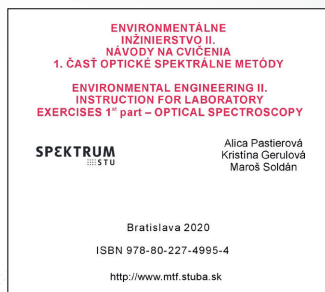 ENVIRONMENTÁLNE
INŽINIERSTVO II.
NÁVODY NA CVIČENIA
1. ČASŤ OPTICKÉ SPEKTRÁLNE METÓDY
ENVIRONMENTAL ENGINEERING II.
INSTRUCTION FOR LABORATORY
EXERCISES 1st part – OPTICAL SPECTROSCOPY
SPEKTRUM
STU
Alica Pastierová
Kristína Gerulová
Maroš Soldán
Bratislava 2020
ISBN 978-80-227-4995-4
http://www.mtf.stuba.sk